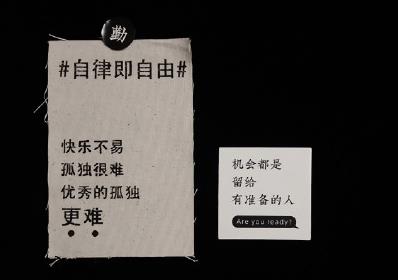 勤
#自律即自由#
快乐不易
孤独很难
优秀的孤独
更难
机会都是
留给
有准备的人
Are you ready?